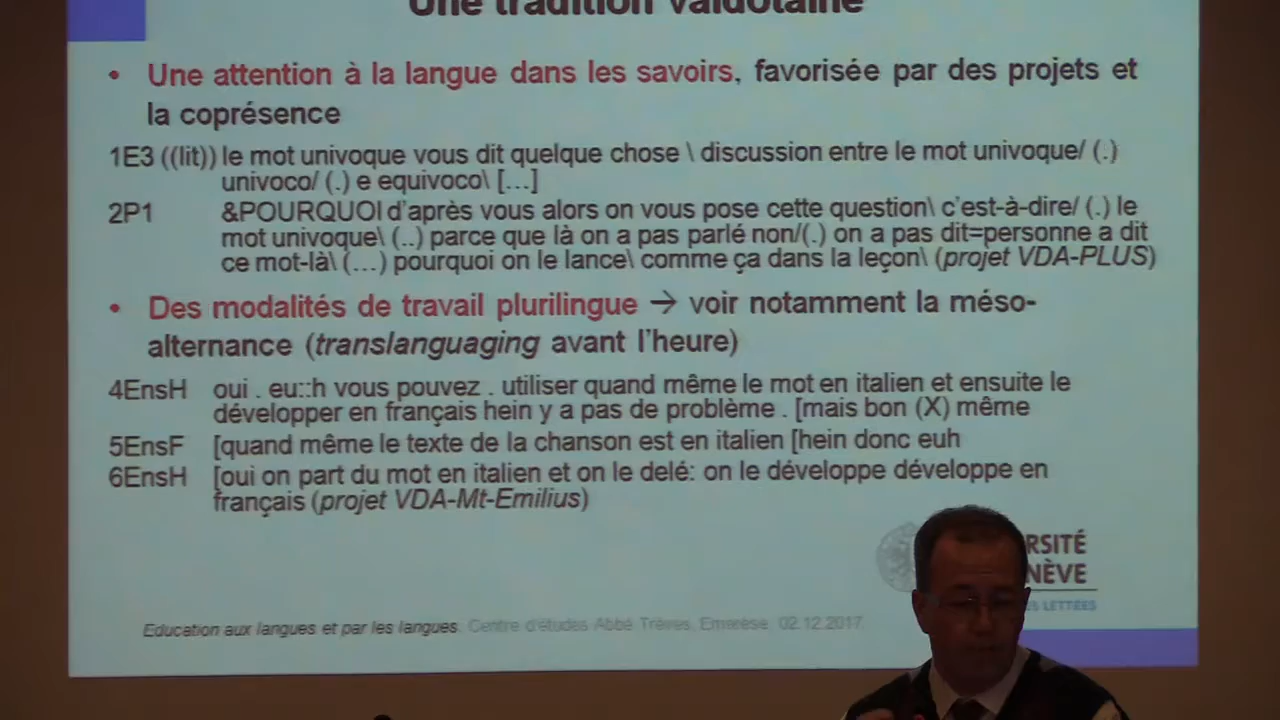 Une tradition valdôtaine
• Une attention à la langue dans les savoirs, favorisée par des projets et
la coprésence
1E3 ((lit)) le mot univoque vous dit quelque chose \ discussion entre le mot univoque/ (.)
univoco/ (.) e equivoco\ […]
2P1 &POURQUOI d'après vous alors on vous pose cette question\ c'est-à-dire/ (.) le
mot univoque\ (..) parce que là on a pas parlé non/(.) on a pas dit=personne a dit
ce mot-là\ (…) pourquoi on le lance\ comme ça dans la leçon\ (projet VDA-PLUS)
• Des modalités de travail plurilingue → voir notamment la méso-
alternance (translanguaging avant l'heure)
4EnsH oui . eu::h vous pouvez . utiliser quand même le mot en italien et ensuite le
développer en français hein y a pas de problème . [mais bon (X) même
5EnsF [quand même le texte de la chanson est en italien [hein donc euh
6EnsH [oui on part du mot en italien et on le delé: on le développe développe en
français (projet VDA-Mt-Emilius)
RSITÉ
NÈVE
LETTRES
Education aux langues et par les langues. Centre d'études Abbé Trèves, Emarèse, 02.12.2017